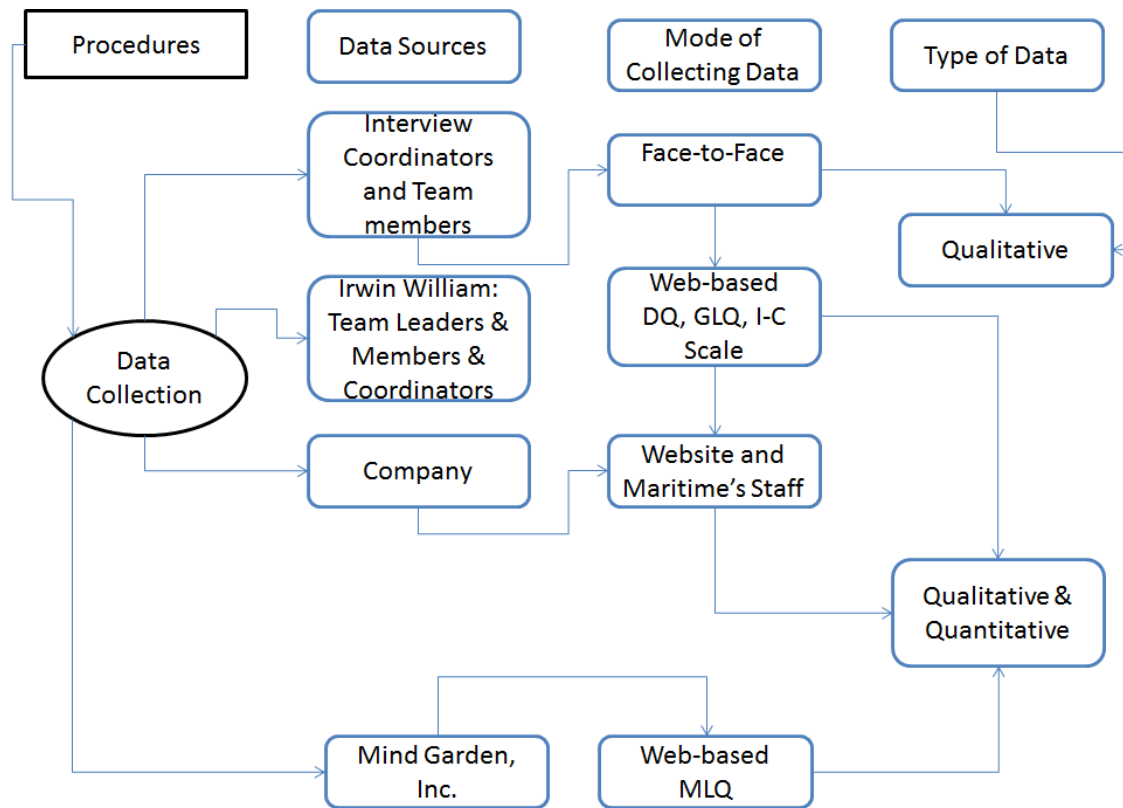 Procedures
Data Sources
Mode of
Collecting Data
Type of Data
Interview
Coordinators
and Team
members
Face-to-Face
Qualitative
Irwin William:
Team Leaders &
Members &
Coordinators
Web-based
DQ, GLQ, I-C
Scale
Data
Collection
Company
Website and
Maritime’s Staff
Qualitative &
Quantitative
Mind Garden,
Inc.
Web-based
MLQ